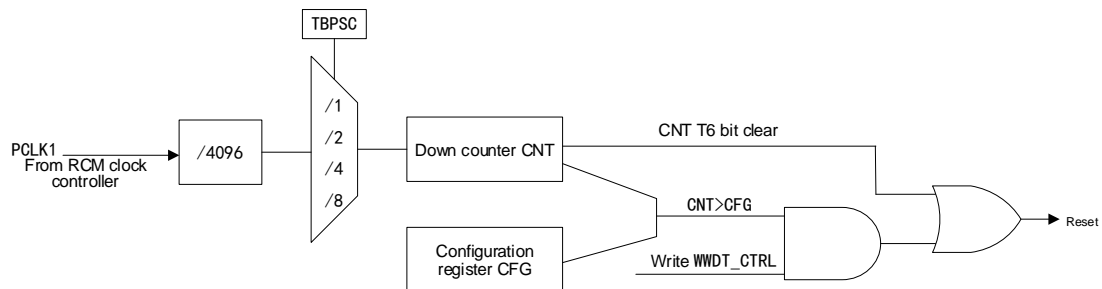 TBPSC
/1
/2
/4
/8
PCLK1
From RCM clock
controller
/4096
Down counter CNT
CNT T6 bit clear
CNT>CFG
Configuration
register CFG
Write WWDT_CTRL
Reset